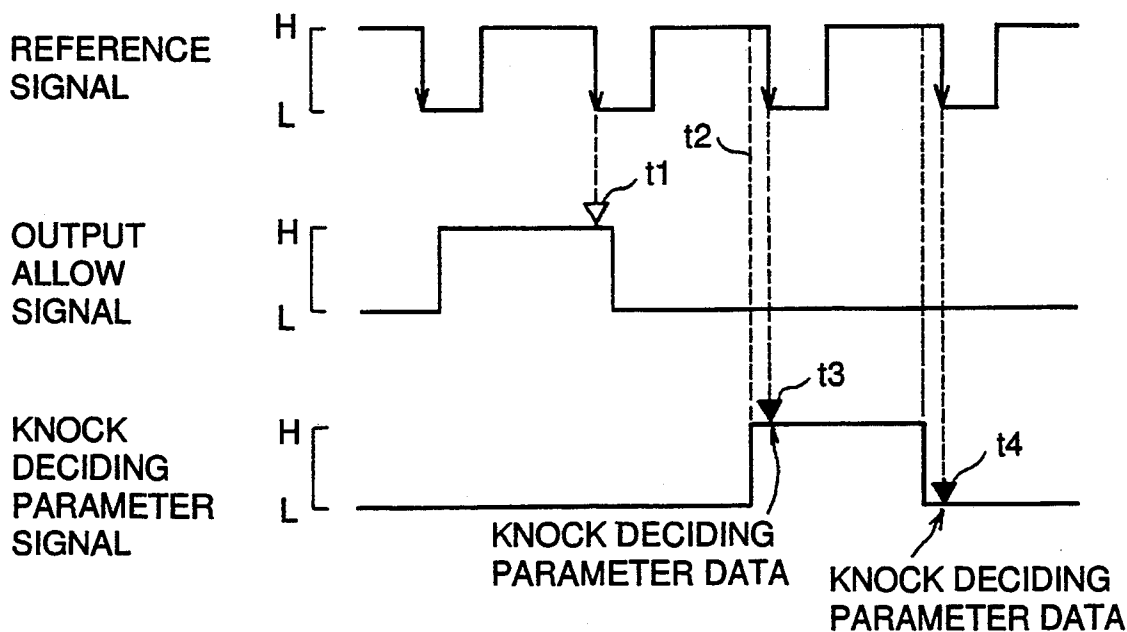 REFERENCE
SIGNAL
H
L
t2
t1
OUTPUT
ALLOW
SIGNAL
H
L
t3
KNOCK
DECIDING
PARAMETER
SIGNAL
H
L
t4
KNOCK DECIDING
PARAMETER DATA
KNOCK DECIDING
PARAMETER DATA